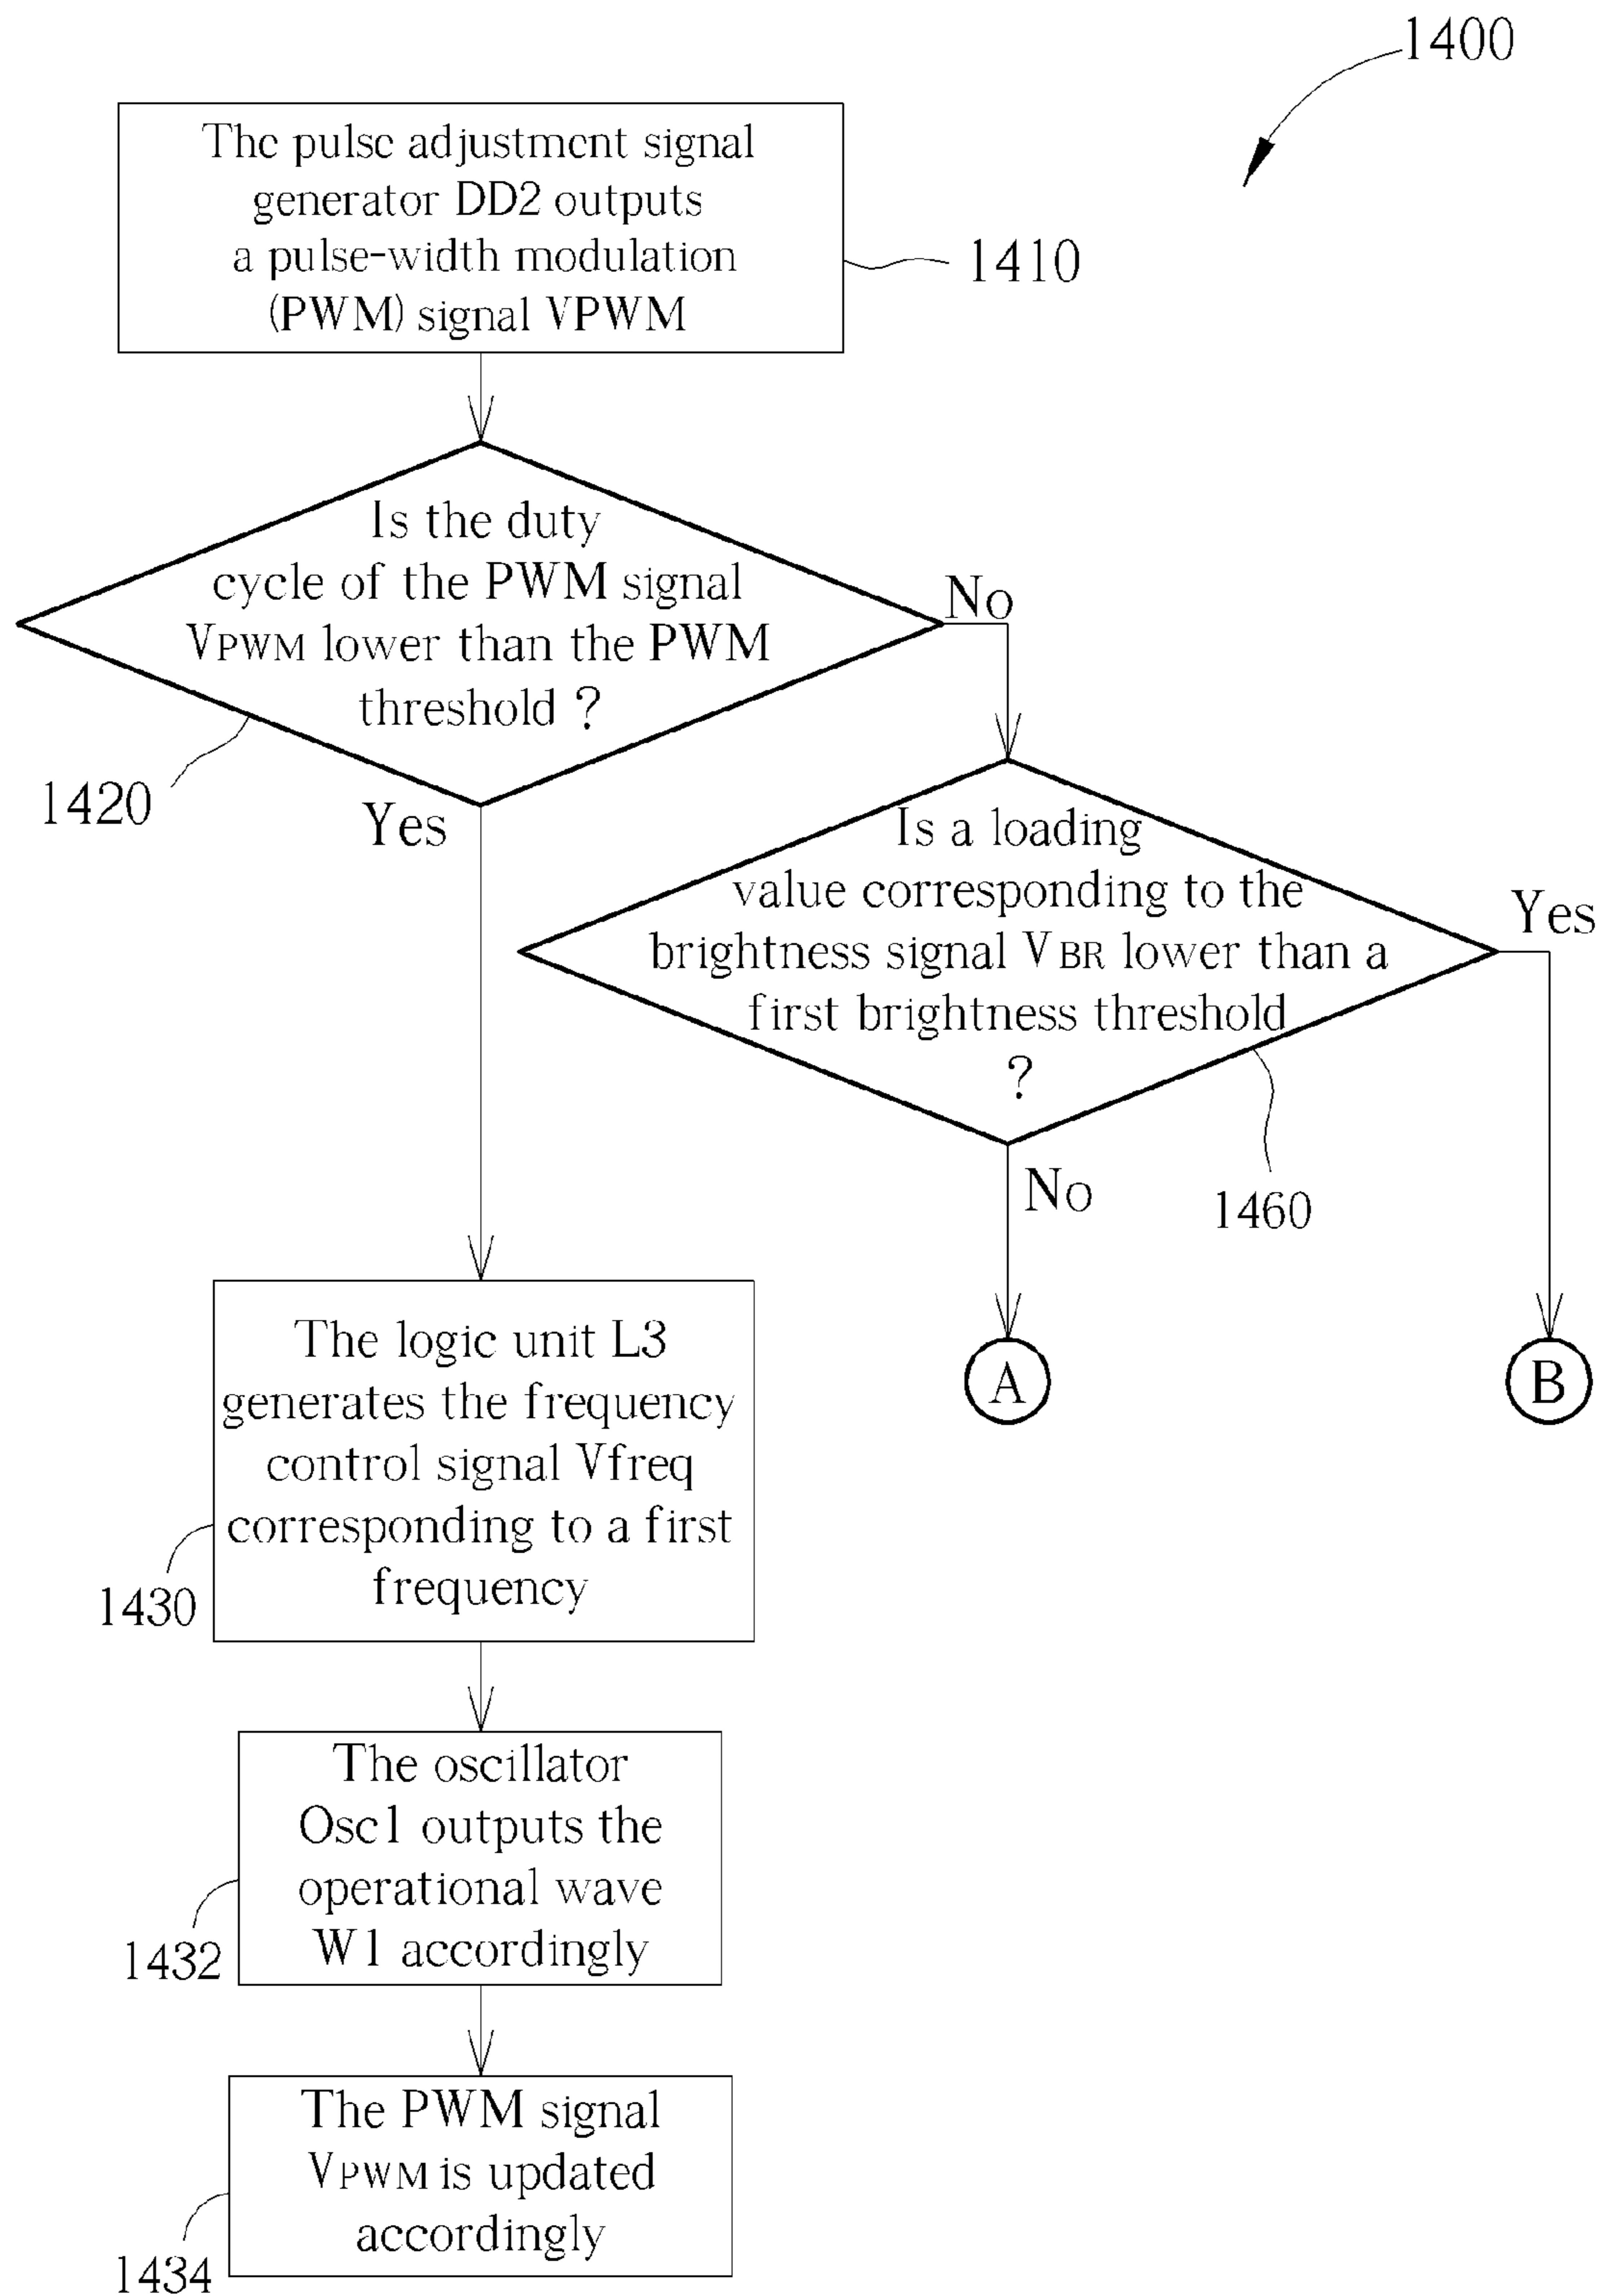 1400
The pulse adjustment signal
generator DD2 outputs
a pulse-width modulation
(PWM) signal VPWM
1410
Is the duty
cycle of the PWM signal
VPWM lower than the PWM
threshold ?
1420
No
Yes
Is a loading
value corresponding to the
brightness signal VBR lower than a
first brightness threshold
?
1460
Yes
No
A
B
The logic unit L3
generates the frequency
control signal Vfreq
corresponding to a first
frequency
1430
The oscillator
Osc1 outputs the
operational wave
W1 accordingly
1432
The PWM signal
VPWM is updated
accordingly
1434